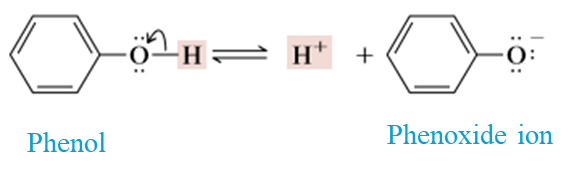 :Ö—H ⇌ H⁺ + Ö:⁻
Phenol
Phenoxide ion